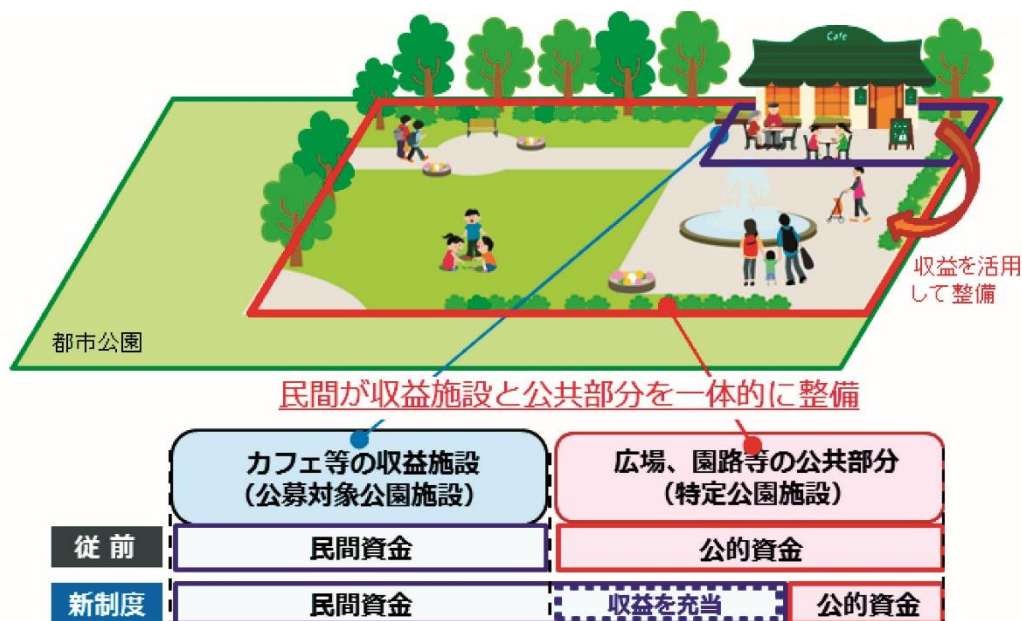 Cafe
収益を活用
して整備
都市公園
民間が収益施設と公共部分を一体的に整備
カフェ等の収益施設
(公募対象公園施設)
広場、園路等の公共部分
(特定公園施設)
従前
民間資金
公的資金
新制度
民間資金
収益を充当
公的資金